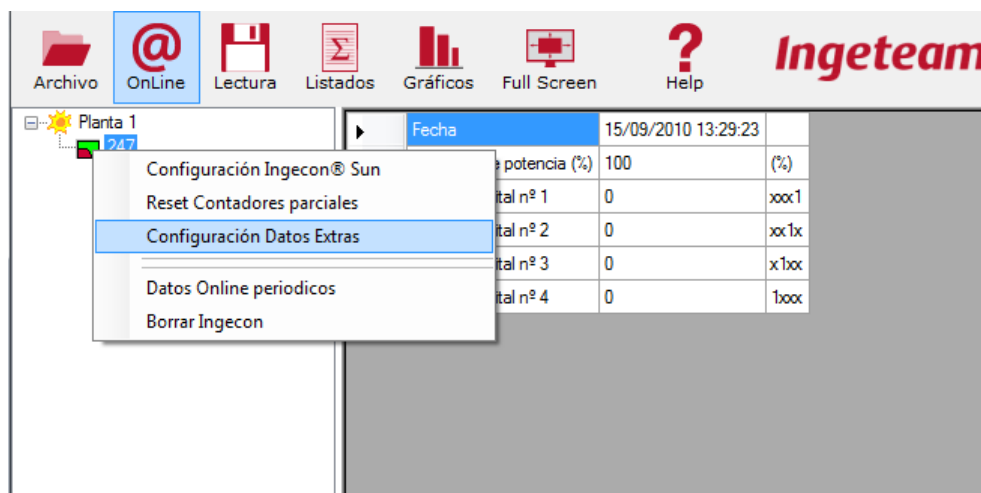 Archivo OnLine Lectura Listados Gráficos Full Screen Help Ingeteam
Planta 1
247
Configuración Ingecon® Sun
Reset Contadores parciales
Configuración Datos Extras
Datos Online periodicos
Borrar Ingecon
Fecha 15/09/2010 13:29:23
potencia (%) 100 (%)
ital nº 1 0 xxx1
ital nº 2 0 xx1x
ital nº 3 0 x1xx
ital nº 4 0 1xxx